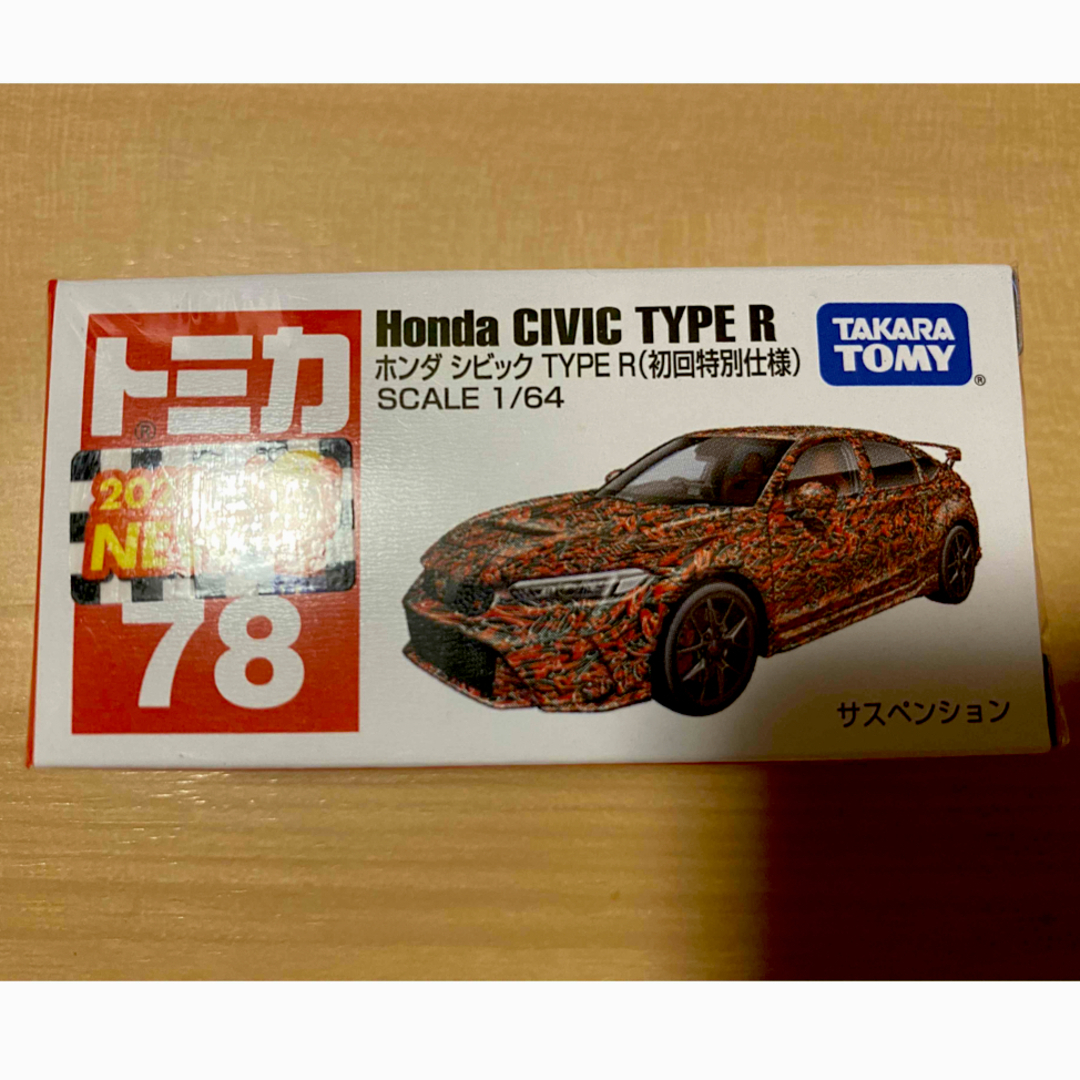 トミカ
®
78
Honda CIVIC TYPE R
ホンダ シビック TYPE R(初回特別仕様)
SCALE 1/64
TAKARA
TOMY
®
サスペンション